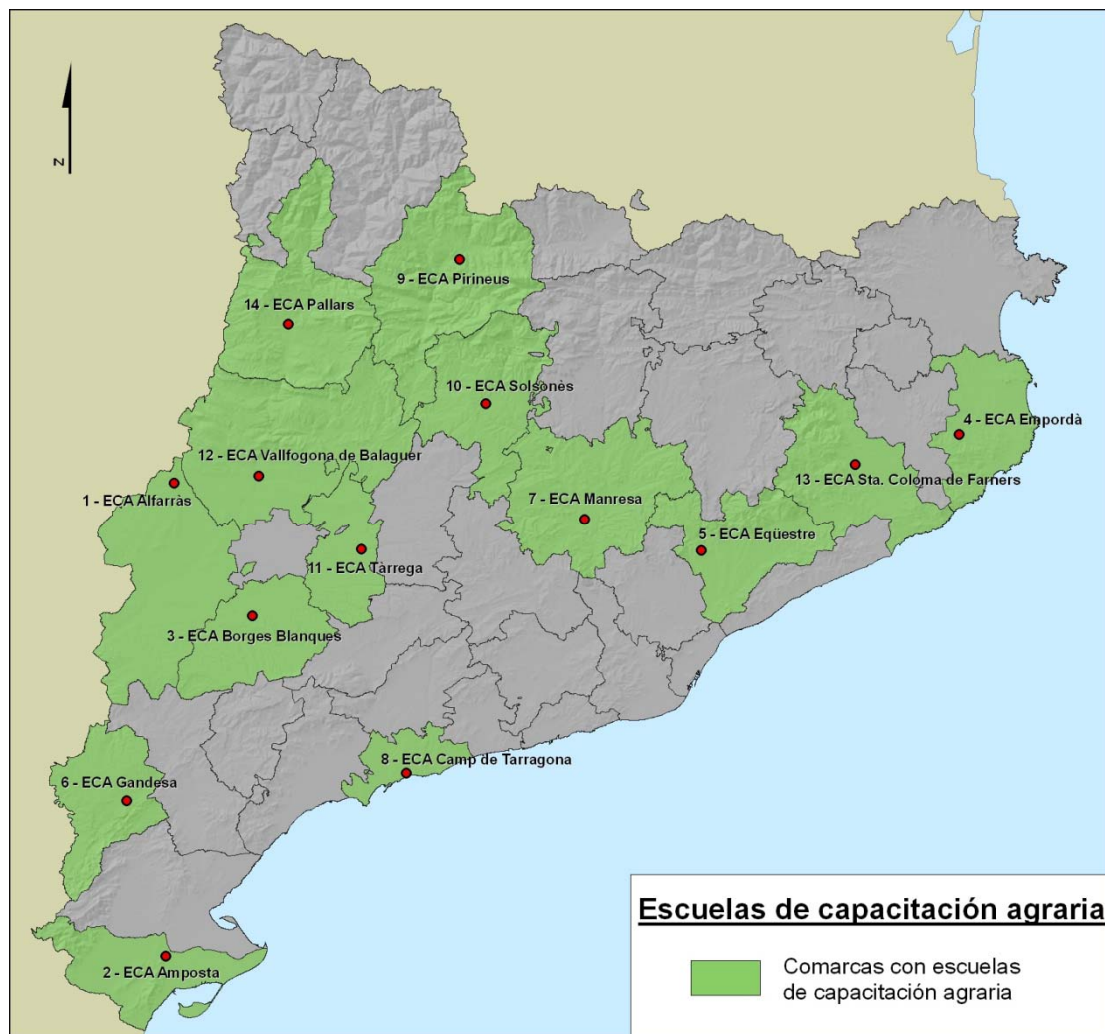 N
9 - ECA Pirineus
14 - ECA Pallars
10 - ECA Solsonès
4 - ECA Empordà
12 - ECA Vallfogona de Balaguer
13 - ECA Sta. Coloma de Farners
1 - ECA Alfarràs
7 - ECA Manresa
5 - ECA Eqüestre
11 - ECA Tàrrega
3 - ECA Borges Blanques
8 - ECA Camp de Tarragona
6 - ECA Gandesa
2 - ECA Amposta
Escuelas de capacitación agraria
Comarcas con escuelas
de capacitación agraria